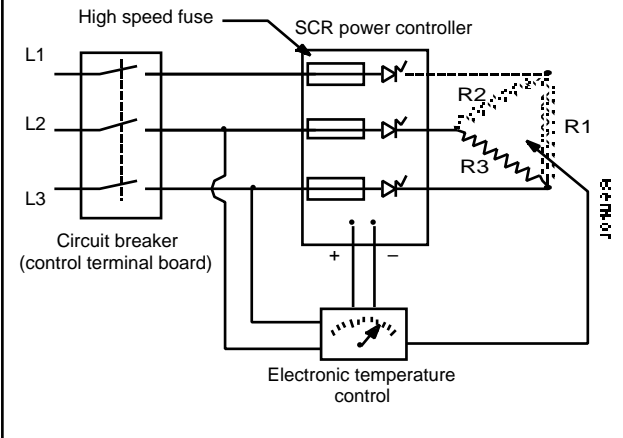 High speed fuse
SCR power controller
L1
L2
L3
R2
R1
R3
sensor
Circuit breaker
(control terminal board)
+ –
Electronic temperature
control